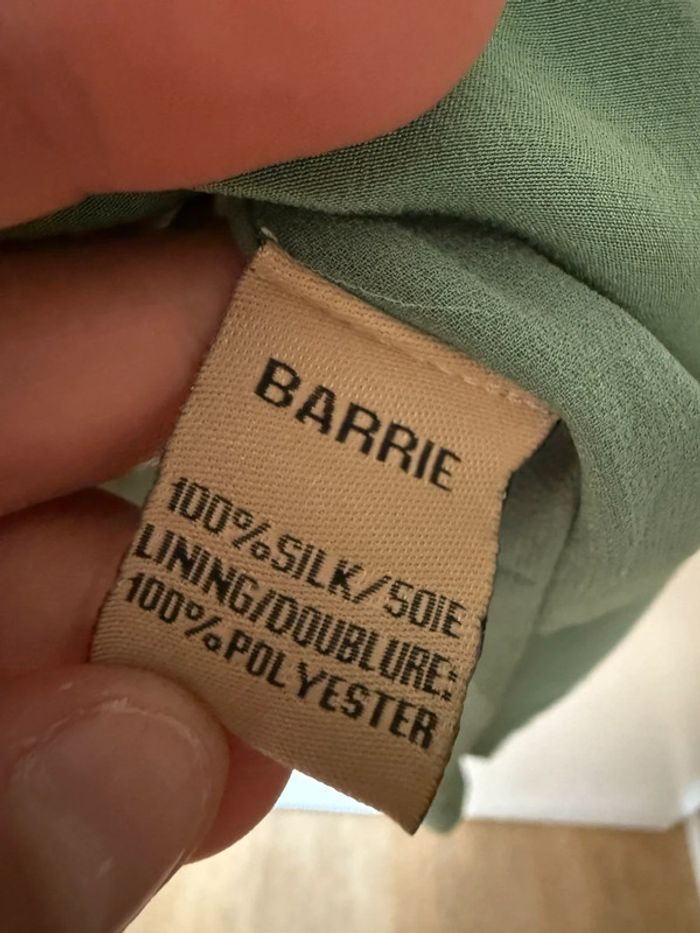 BARRIE
100%SILK/SOIE
LINING/DOUBLURE:
100%POLYESTER